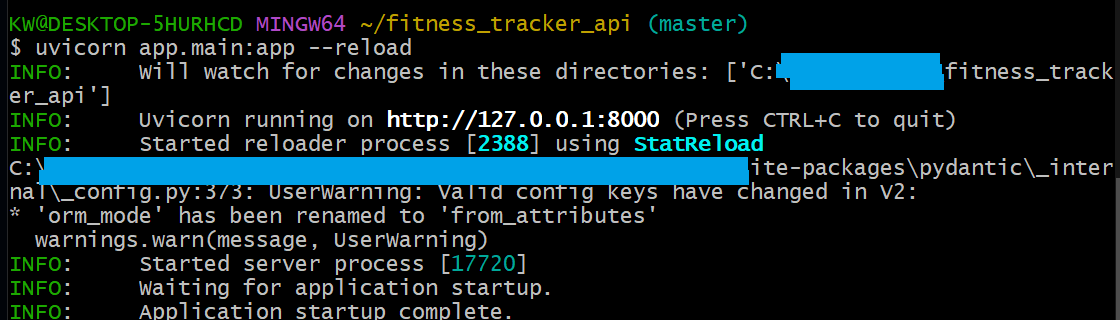 KW@DESKTOP-5HURHCD MINGW64 ~/fitness_tracker_api (master)
$ uvicorn app.main:app --reload
INFO:     Will watch for changes in these directories: ['C:\fitness_track
er_api']
INFO:     Uvicorn running on http://127.0.0.1:8000 (Press CTRL+C to quit)
INFO:     Started reloader process [2388] using StatReload
C:\ite-packages\pydantic\_inter
nal\_config.py:373: UserWarning: Valid config keys have changed in V2:
* 'orm_mode' has been renamed to 'from_attributes'
  warnings.warn(message, UserWarning)
INFO:     Started server process [17720]
INFO:     Waiting for application startup.
INFO:     Application startup complete.